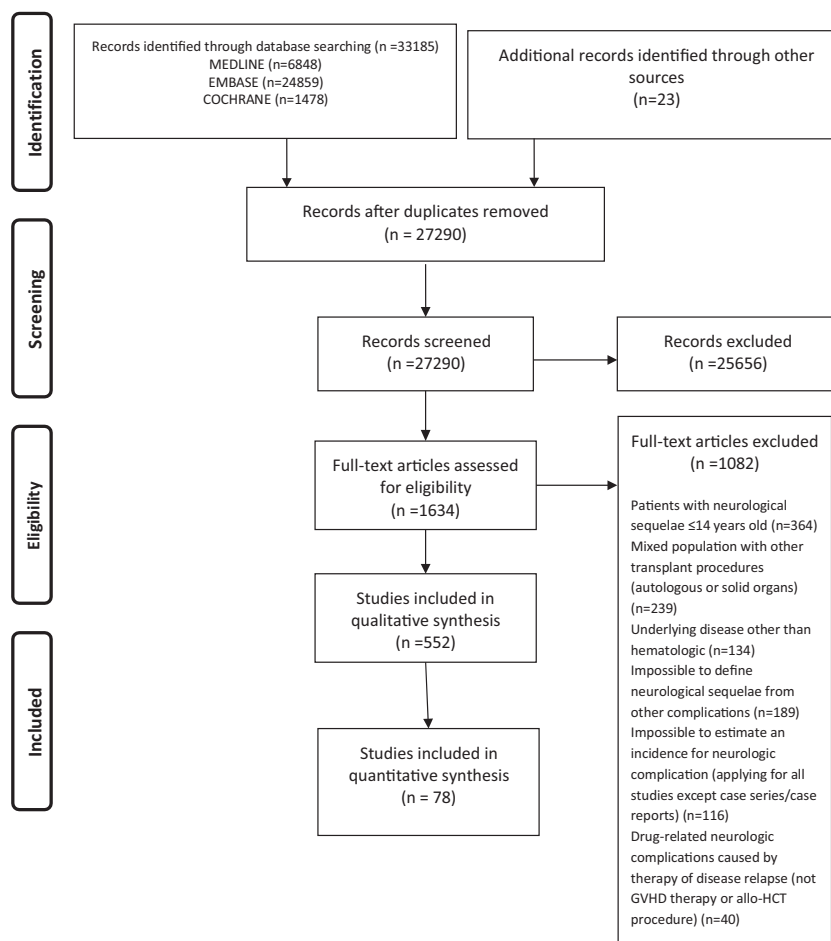 Identification
Records identified through database searching (n =33185)
MEDLINE (n=6848)
EMBASE (n=24859)
COCHRANE (n=1478)
Additional records identified through other
sources
(n=23)
Records after duplicates removed
(n = 27290)
Screening
Records screened
(n =27290)
Records excluded
(n =25656)
Eligibility
Full-text articles assessed
for eligibility
(n =1634)
Full-text articles excluded
(n =1082)
Patients with neurological
sequelae ≤14 years old (n=364)
Mixed population with other
transplant procedures
(autologous or solid organs)
(n=239)
Underlying disease other than
hematologic (n=134)
Impossible to define
neurological sequelae from
other complications (n=189)
Impossible to estimate an
incidence for neurologic
complication (applying for all
studies except case series/case
reports) (n=116)
Drug-related neurologic
complications caused by
therapy of disease relapse (not
GVHD therapy or allo-HCT
procedure) (n=40)
Studies included in
qualitative synthesis
(n =552)
Included
Studies included in
quantitative synthesis
(n = 78)